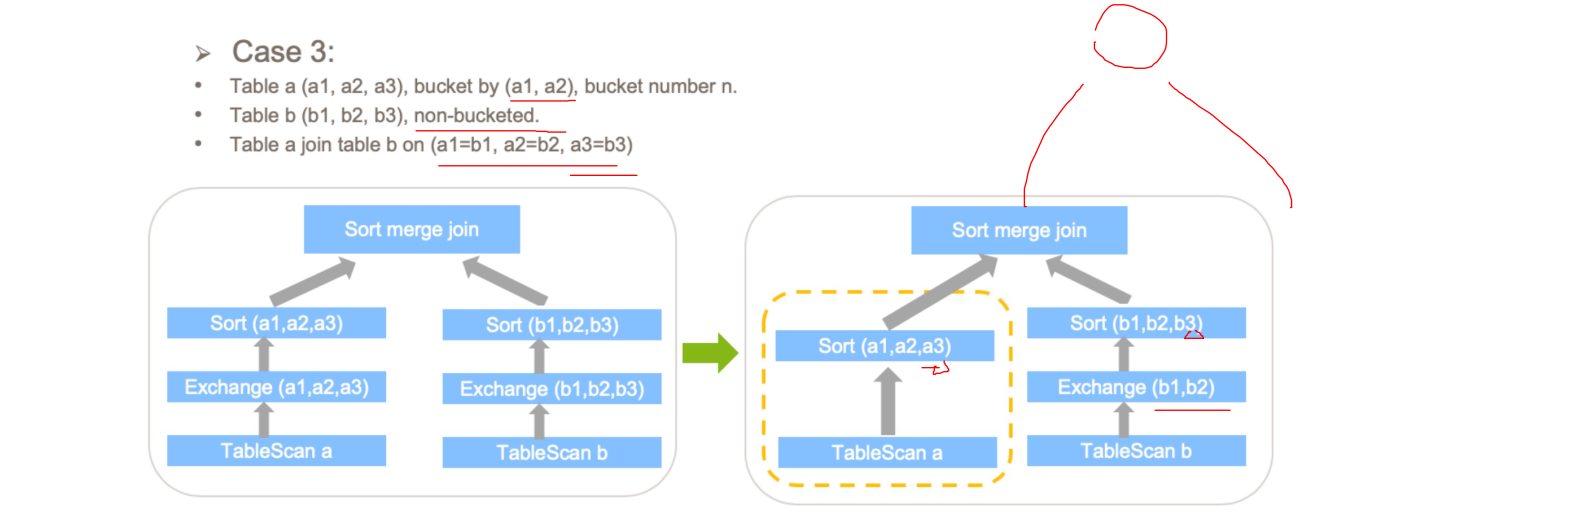 Case 3:
Table a (a1, a2, a3), bucket by (a1, a2), bucket number n.
Table b (b1, b2, b3), non-bucketed.
Table a join table b on (a1=b1, a2=b2, a3=b3)
Sort merge join
Sort (a1,a2,a3)
Sort (b1,b2,b3)
Exchange (a1,a2,a3)
Exchange (b1,b2,b3)
TableScan a
TableScan b
Sort merge join
Sort (a1,a2,a3)
Sort (b1,b2,b3)
Exchange (b1,b2)
TableScan a
TableScan b